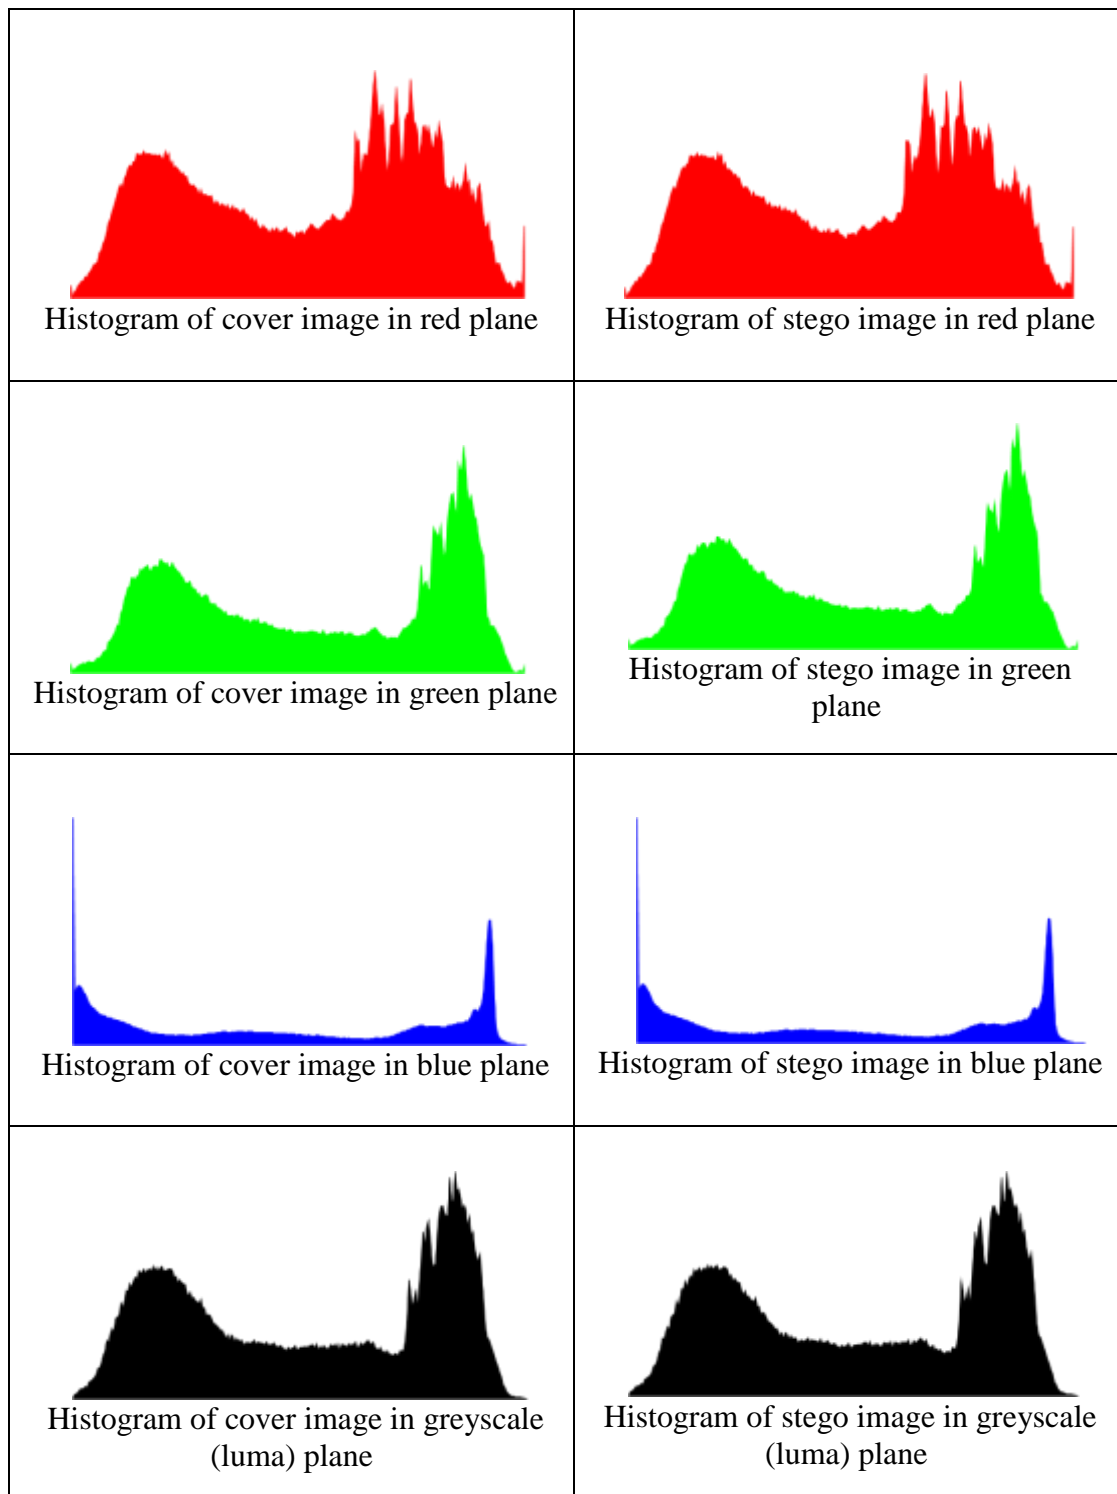 Histogram of cover image in red plane
Histogram of stego image in red plane
Histogram of cover image in green plane
Histogram of stego image in green
plane
Histogram of cover image in blue plane
Histogram of stego image in blue plane
Histogram of cover image in greyscale
(luma) plane
Histogram of stego image in greyscale
(luma) plane